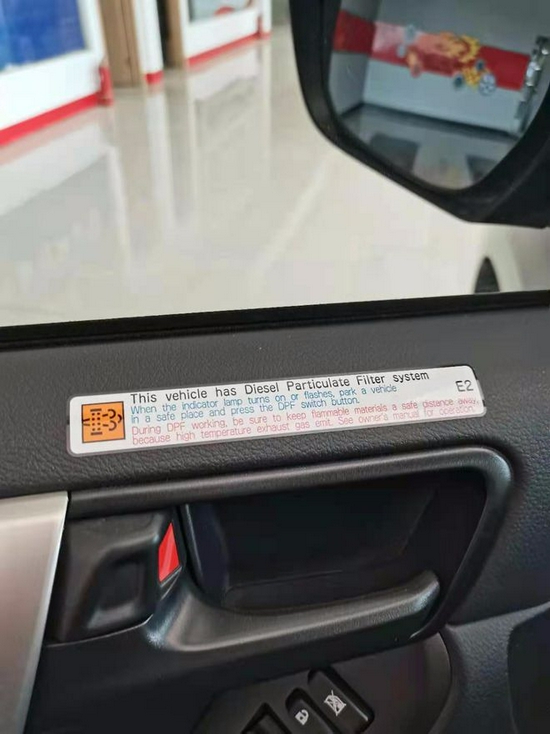 This vehicle has Diesel Particulate Filter system
E2
When the indicator lamp turns on or flashes, park a vehicle
in a safe place and press the DPF switch button.
During DPF working, be sure to keep flammable materials a safe distance away,
because high temperature exhaust gas emit. See owner's manual for operation.